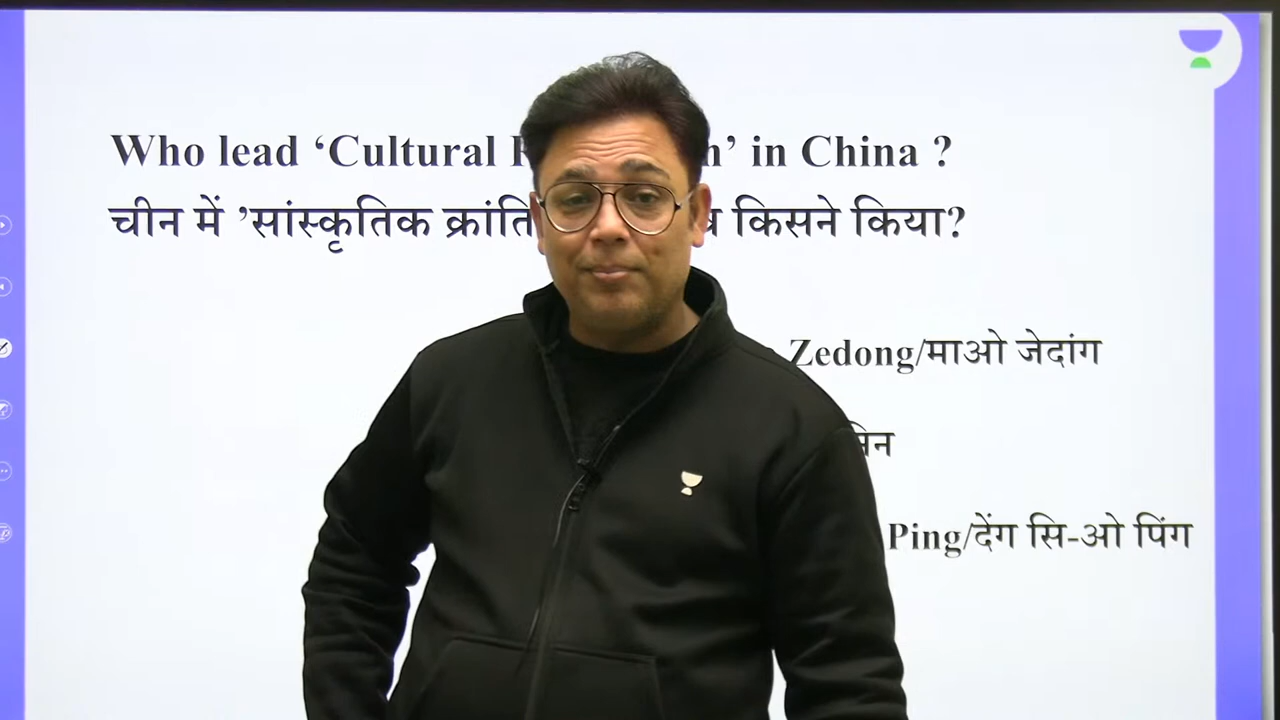 Who lead ‘Cultural in China ?
चीन में ’सांस्कृतिक क्रांति किसने किया?
Zedong/माओ जेदांग
Ping/देंग सि-ओ पिंग